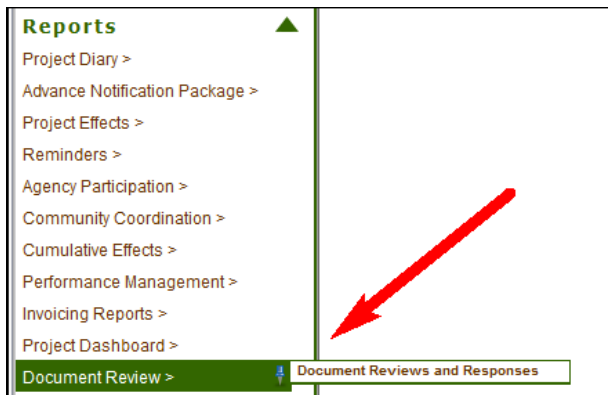 Reports
Project Diary >
Advance Notification Package >
Project Effects >
Reminders >
Agency Participation >
Community Coordination >
Cumulative Effects >
Performance Management >
Invoicing Reports >
Project Dashboard >
Document Review >
Document Reviews and Responses